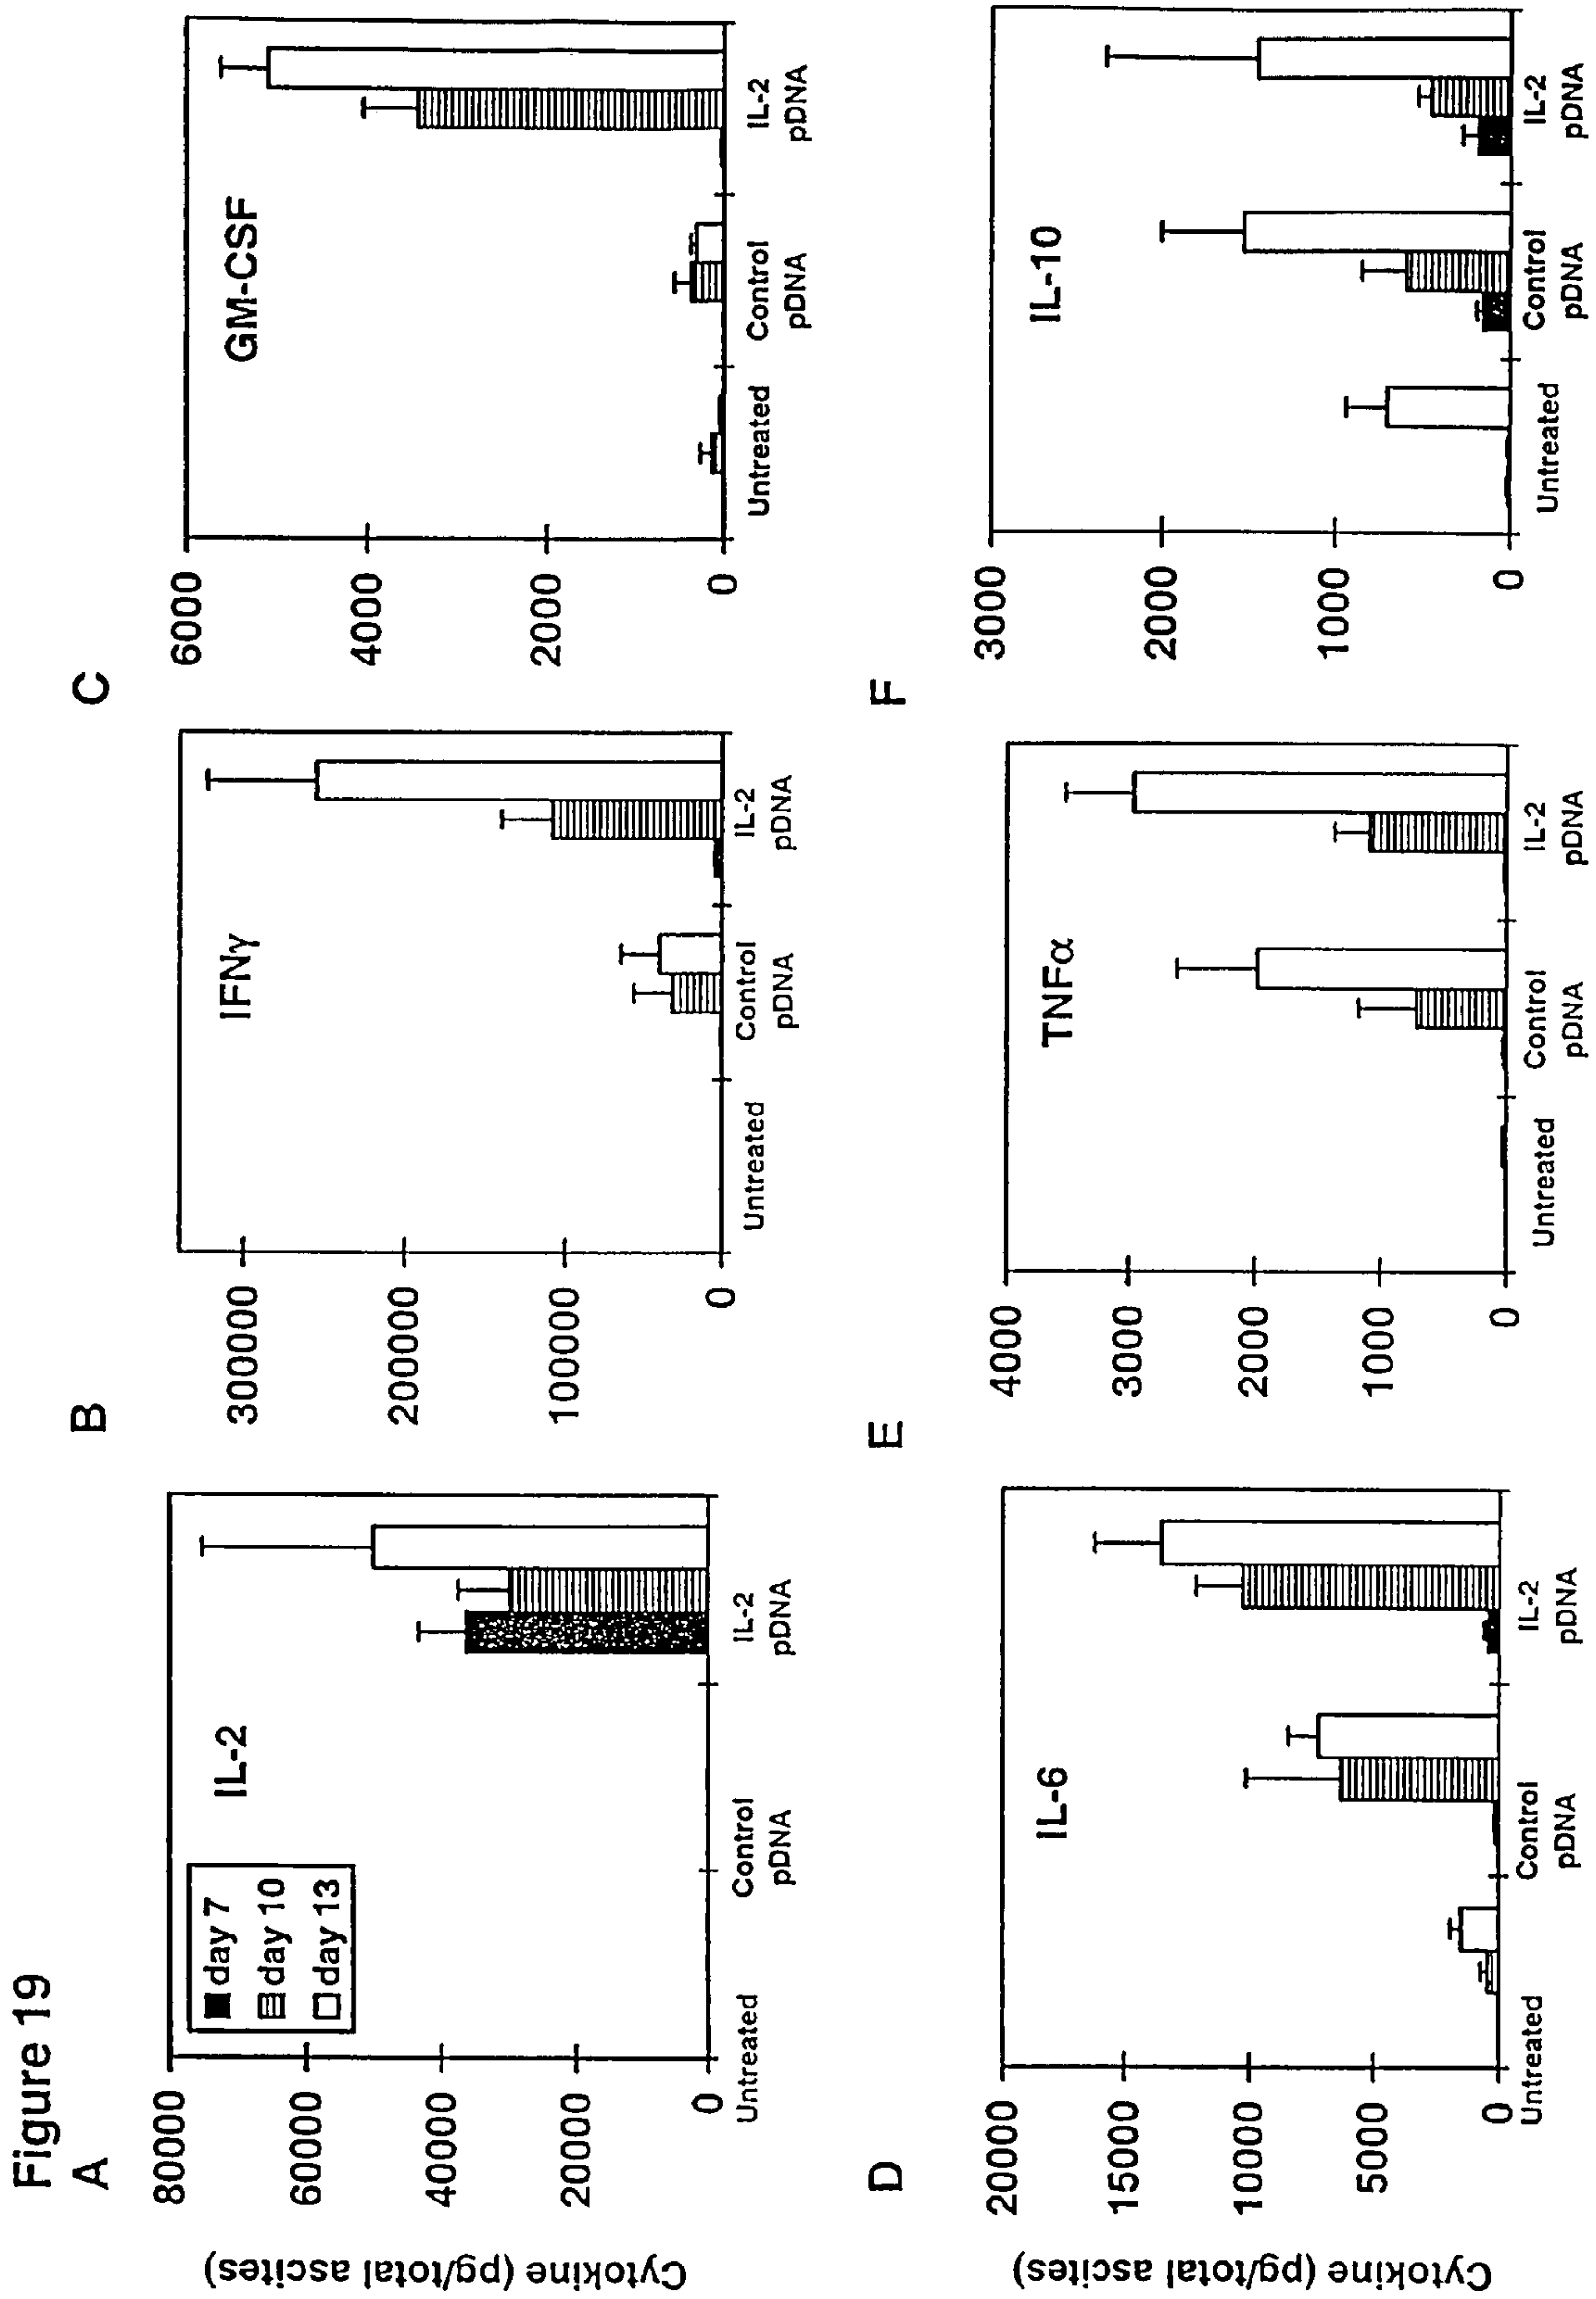 Figure 19
A
IL-2
day 7
day 10
day 13
Cytokine (pg/total ascites)
80000
60000
40000
20000
0
Untreated
Control
pDNA
IL-2
pDNA
B
IFNγ
300000
200000
100000
0
Untreated
Control
pDNA
IL-2
pDNA
C
GM-CSF
6000
4000
2000
0
Untreated
Control
pDNA
IL-2
pDNA
D
IL-6
Cytokine (pg/total ascites)
20000
15000
10000
5000
0
Untreated
Control
pDNA
IL-2
pDNA
E
TNFα
4000
3000
2000
1000
0
Untreated
Control
pDNA
IL-2
pDNA
F
IL-10
3000
2000
1000
0
Untreated
Control
pDNA
IL-2
pDNA